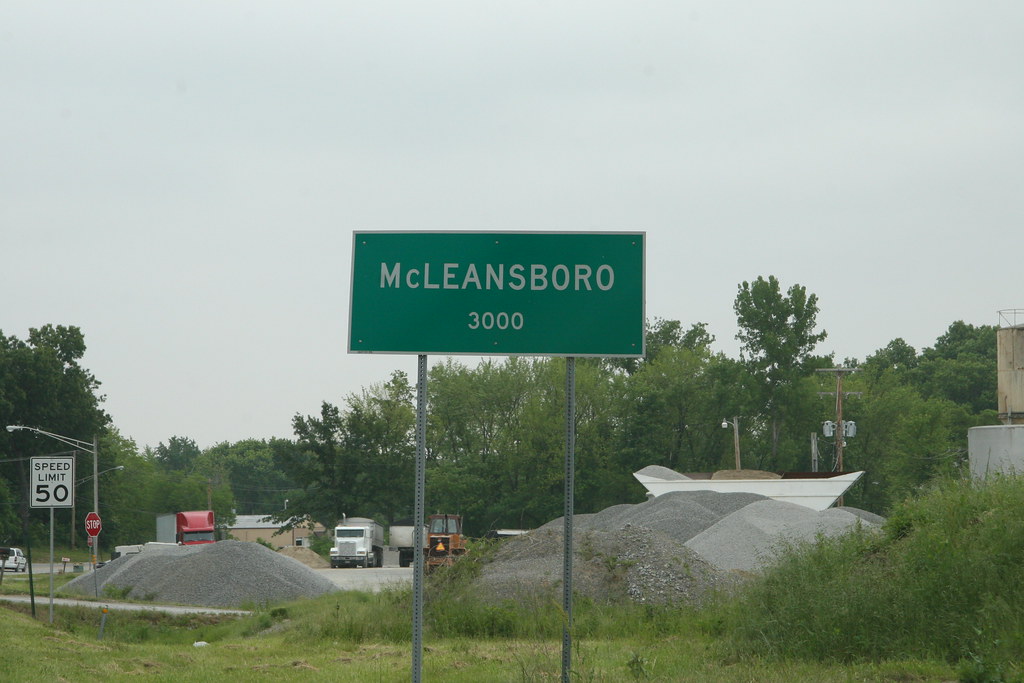 McLEANSBORO
3000
SPEED
LIMIT
50
STOP